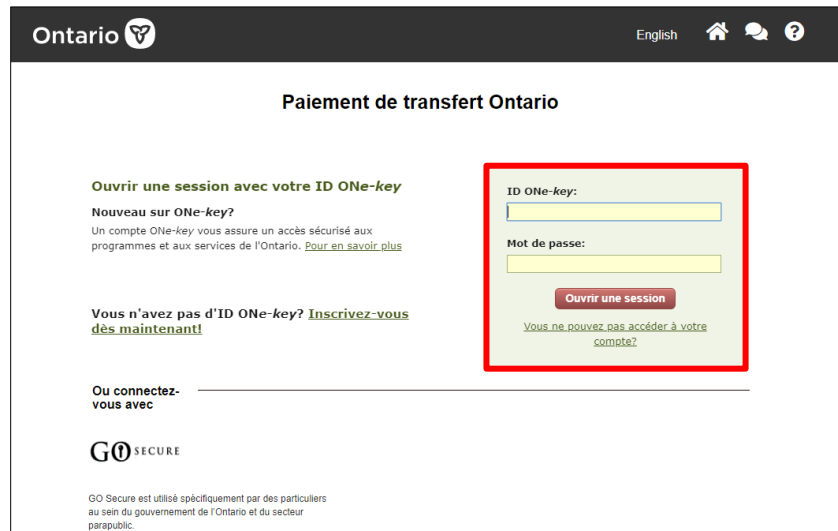 Ontario
English
Paiement de transfert Ontario
Ouvrir une session avec votre ID ONe-key
Nouveau sur ONe-key?
Un compte ONe-key vous assure un accès sécurisé aux
programmes et aux services de l'Ontario. Pour en savoir plus
Vous n'avez pas d'ID ONe-key? Inscrivez-vous
dès maintenant!
ID ONe-key:
Mot de passe:
Ouvrir une session
Vous ne pouvez pas accéder à votre
compte?
Ou connectez-
vous avec
GO SECURE
GO Secure est utilisé spécifiquement par des particuliers
au sein du gouvernement de l'Ontario et du secteur
parapublic.